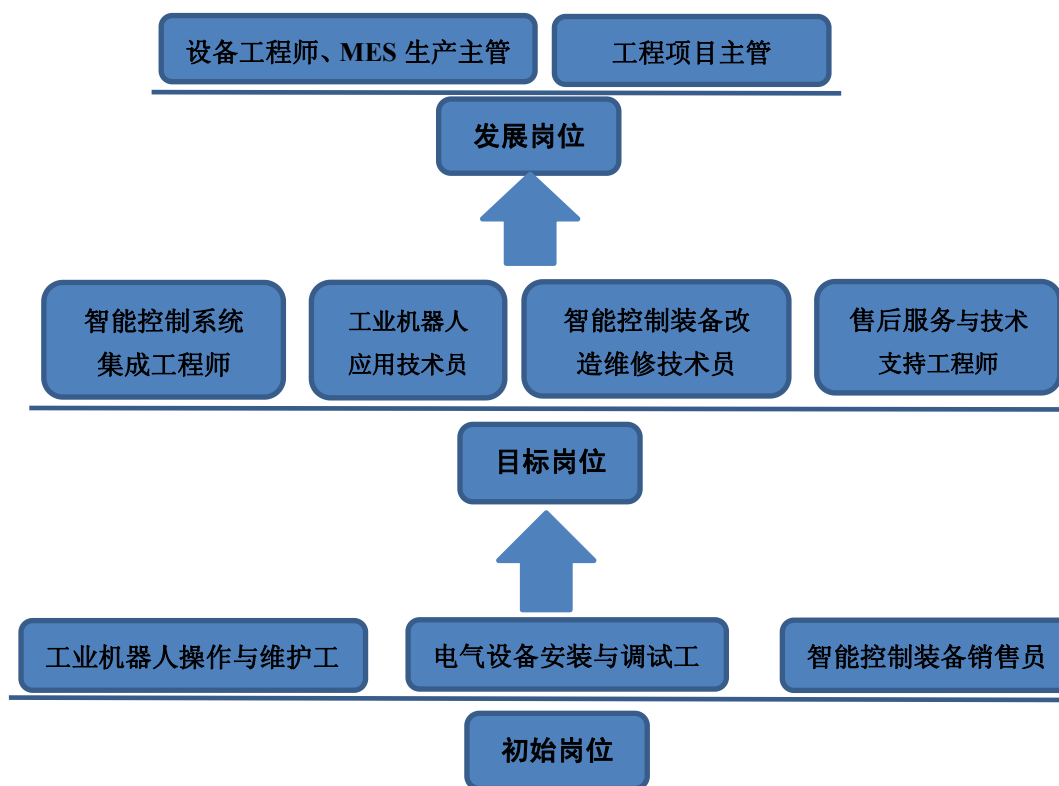 设备工程师、MES 生产主管
工程项目主管
发展岗位
智能控制系统
集成工程师
工业机器人
应用技术员
智能控制装备改
造维修技术员
售后服务与技术
支持工程师
目标岗位
工业机器人操作与维护工
电气设备安装与调试工
智能控制装备销售员
初始岗位